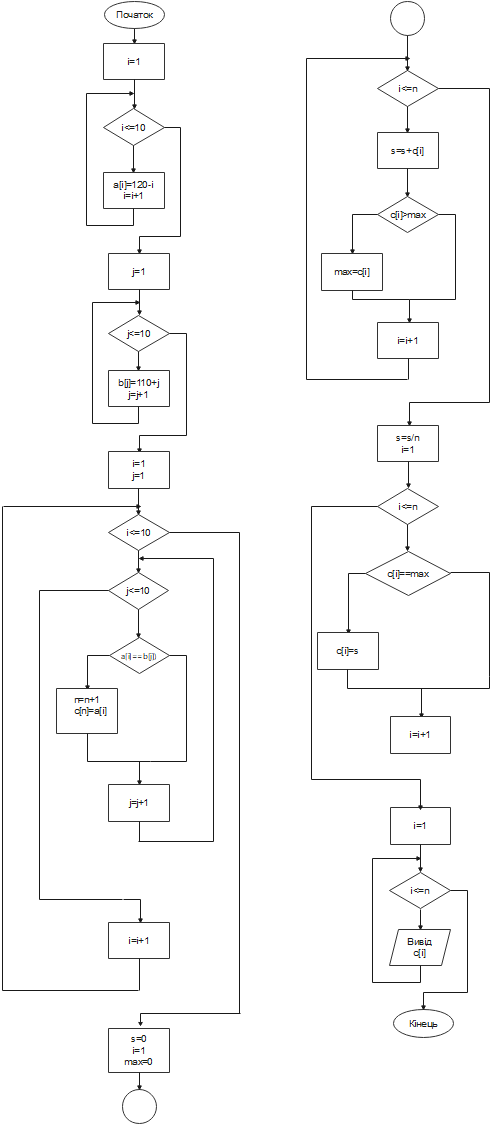 Початок
i=1
i<=10
a[i]=120-i
i=i+1
j=1
j<=10
b[j]=110+j
j=j+1
i=1
j=1
i<=10
j<=10
a[i]==b[j])
n=n+1
c[n]=a[i]
j=j+1
i=i+1
s=0
i=1
max=0
i<=n
s=s+c[i]
c[i]>max
max=c[i]
i=i+1
s=s/n
i=1
i<=n
c[i]==max
c[i]=s
i=i+1
i=1
i<=n
Вивід
c[i]
Кінець